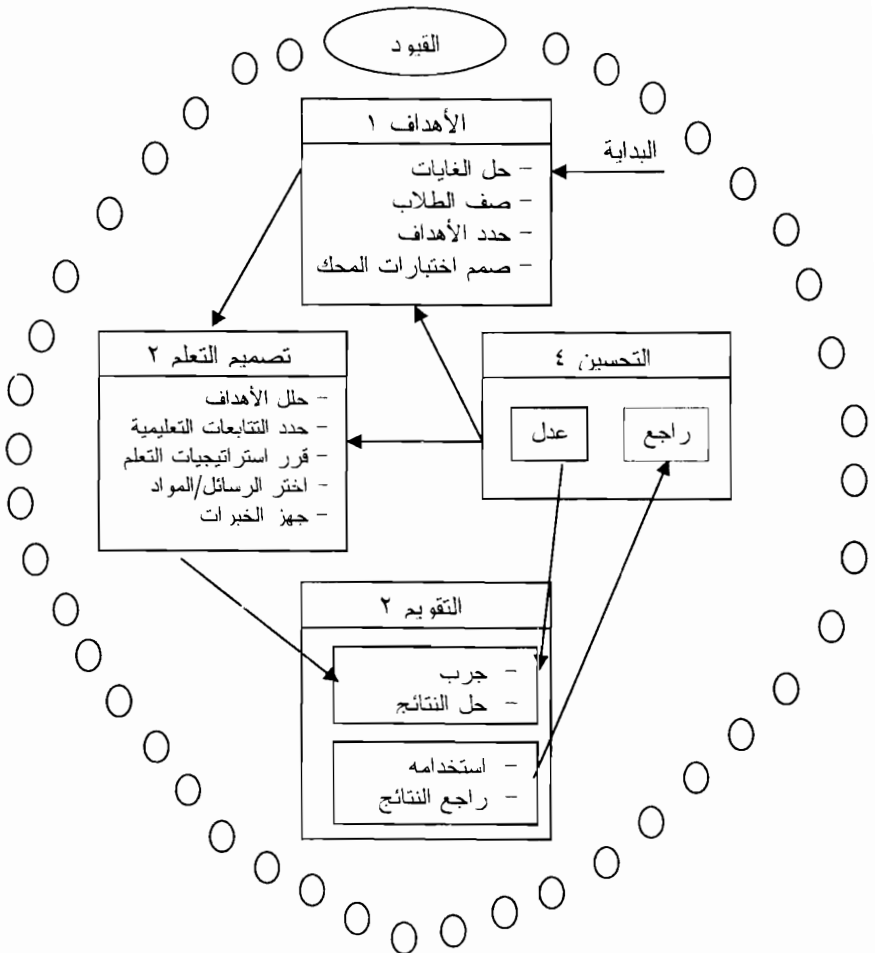 القيود
الأهداف ١
البداية
- حل الغايات
- صف الطلاب
- حدد الأهداف
- صمم اختبارات المحك
التحسين ٤
راجع
عدل
تصميم التعلم ٢
- حلل الأهداف
- حدد التتابعات التعليمية
- قرر استراتيجيات التعلم
- اختر الرسائل/المواد
- جهز الخبرات
التقويم ٢
- جرب
- حل النتائج
- استخدامه
- راجع النتائج